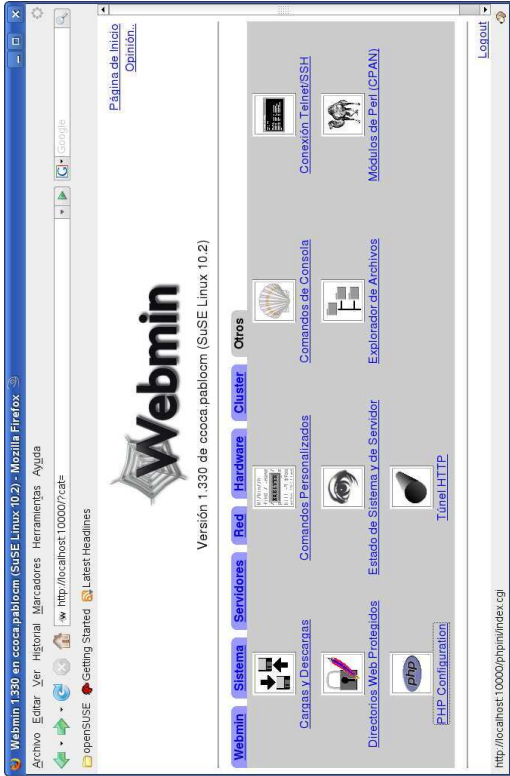 Webmin 1.330 en ccoca.pablocm (SuSE Linux 10.2) - Mozilla Firefox
Archivo Editar Ver Historial Marcadores Herramientas Ayuda
http://localhost:10000/?cat=
Google
openSUSE Getting Started Latest Headlines
Página de Inicio
Opinión..
Webmin
Versión 1.330 de ccoca.pablocm (SuSE Linux 10.2)
Webmin Sistema Servidores Red Hardware Cluster Otros
Cargas y Descargas Comandos Personalizados Comandos de Consola Conexión Telnet/SSH
Directorios Web Protegidos Estado de Sistema y de Servidor Explorador de Archivos Módulos de Perl (CPAN)
php
PHP Configuration Túnel HTTP
Logout
http://localhost:10000/phpini/index.cgi